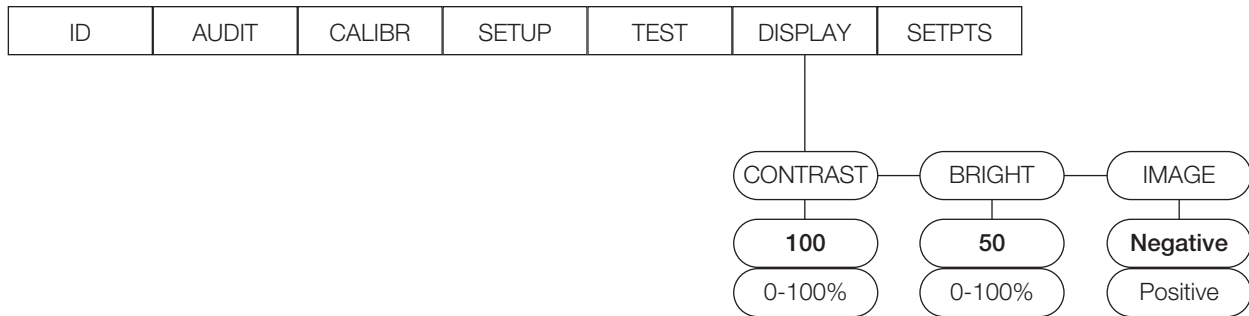 ID AUDIT CALIBR SETUP TEST DISPLAY SETPTS
CONTRAST BRIGHT IMAGE
100 50 Negative
0-100% 0-100% Positive